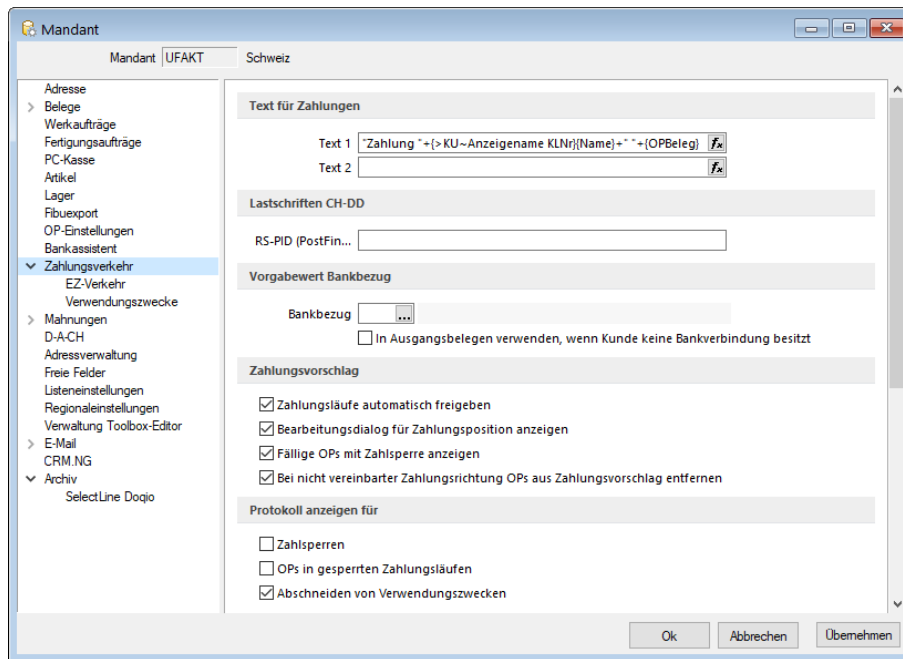 Mandant
Mandant UFAKT Schweiz
Adresse
Belege
Werkaufträge
Fertigungsaufträge
PC-Kasse
Artikel
Lager
Fibuexport
OP-Einstellungen
Bankassistent
Zahlungsverkehr
EZ-Verkehr
Verwendungszwecke
Mahnungen
D-A-CH
Adressverwaltung
Freie Felder
Listeneinstellungen
Regionaleinstellungen
Verwaltung Toolbox-Editor
E-Mail
CRM.NG
Archiv
SelectLine Doqio
Text für Zahlungen
Text 1 "Zahlung "+{>KU~Anzeigename KLNr}{Name}+" "+{OPBeleg} fx
Text 2 fx
Lastschriften CH-DD
RS-PID (PostFin...
Vorgabewert Bankbezug
Bankbezug ...
In Ausgangsbelegen verwenden, wenn Kunde keine Bankverbindung besitzt
Zahlungsvorschlag
Zahlungsläufe automatisch freigeben
Bearbeitungsdialog für Zahlungsposition anzeigen
Fällige OPs mit Zahlsperre anzeigen
Bei nicht vereinbarter Zahlungsrichtung OPs aus Zahlungsvorschlag entfernen
Protokoll anzeigen für
Zahlsperren
OPs in gesperrten Zahlungsläufen
Abschneiden von Verwendungszwecken
Ok Abbrechen Übernehmen